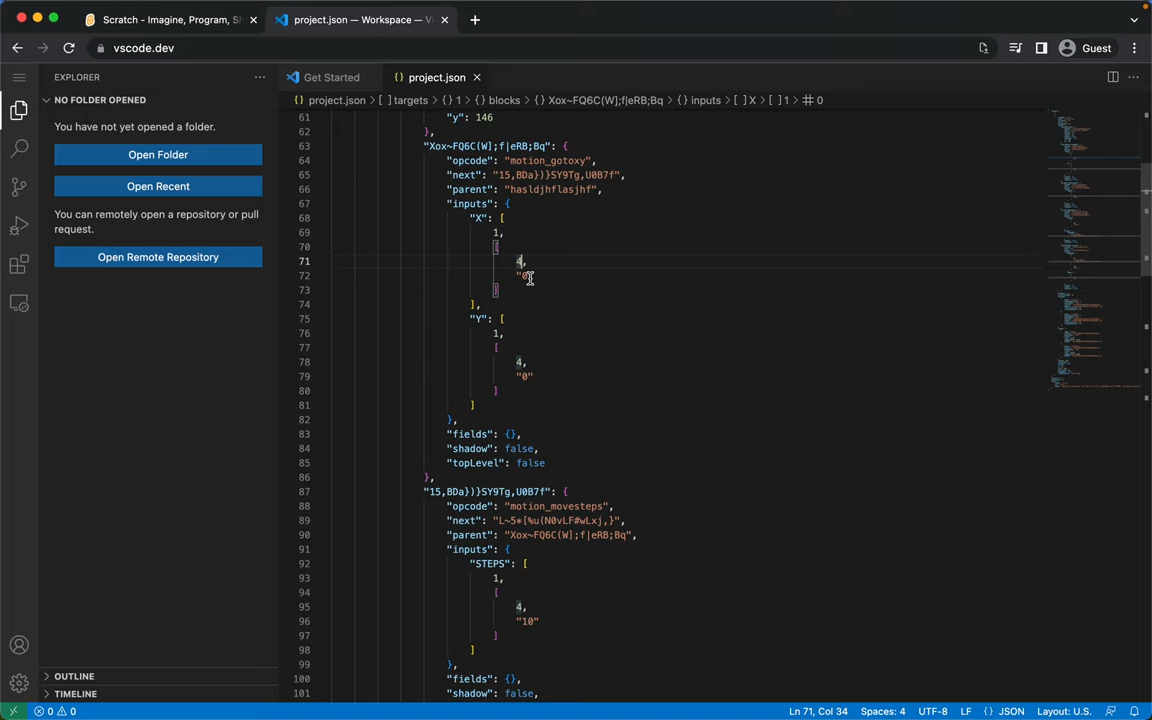 Scratch - Imagine, Program, Sh
project.json — Workspace — Vi
vscode.dev
Guest
EXPLORER
NO FOLDER OPENED
You have not yet opened a folder.
Open Folder
Open Recent
You can remotely open a repository or pull
request.
Open Remote Repository
OUTLINE
TIMELINE
Get Started
project.json
project.json > [ ] targets > { } 1 > { } blocks > { } Xox~FQ6C(W];f|eRB;Bq > { } inputs > [ ] X > [ ] 1 > # 0
61 "y": 146
62 },
63 "Xox~FQ6C(W];f|eRB;Bq": {
64 "opcode": "motion_gotoxy",
65 "next": "15,BDa})}SY9Tg,U0B7f",
66 "parent": "hasldjhflasjhf",
67 "inputs": {
68 "X": [
69 1,
70 [
71 4,
72 "0"
73 ]
74 ],
75 "Y": [
76 1,
77 [
78 4,
79 "0"
80 ]
81 ]
82 },
83 "fields": {},
84 "shadow": false,
85 "topLevel": false
86 },
87 "15,BDa})}SY9Tg,U0B7f": {
88 "opcode": "motion_movesteps",
89 "next": "L~5*[%u(N0vLF#wLxj,}",
90 "parent": "Xox~FQ6C(W];f|eRB;Bq",
91 "inputs": {
92 "STEPS": [
93 1,
94 [
95 4,
96 "10"
97 ]
98 ]
99 },
100 "fields": {},
101 "shadow": false,
0 0
Ln 71, Col 34
Spaces: 4
UTF-8
LF
{ } JSON
Layout: U.S.